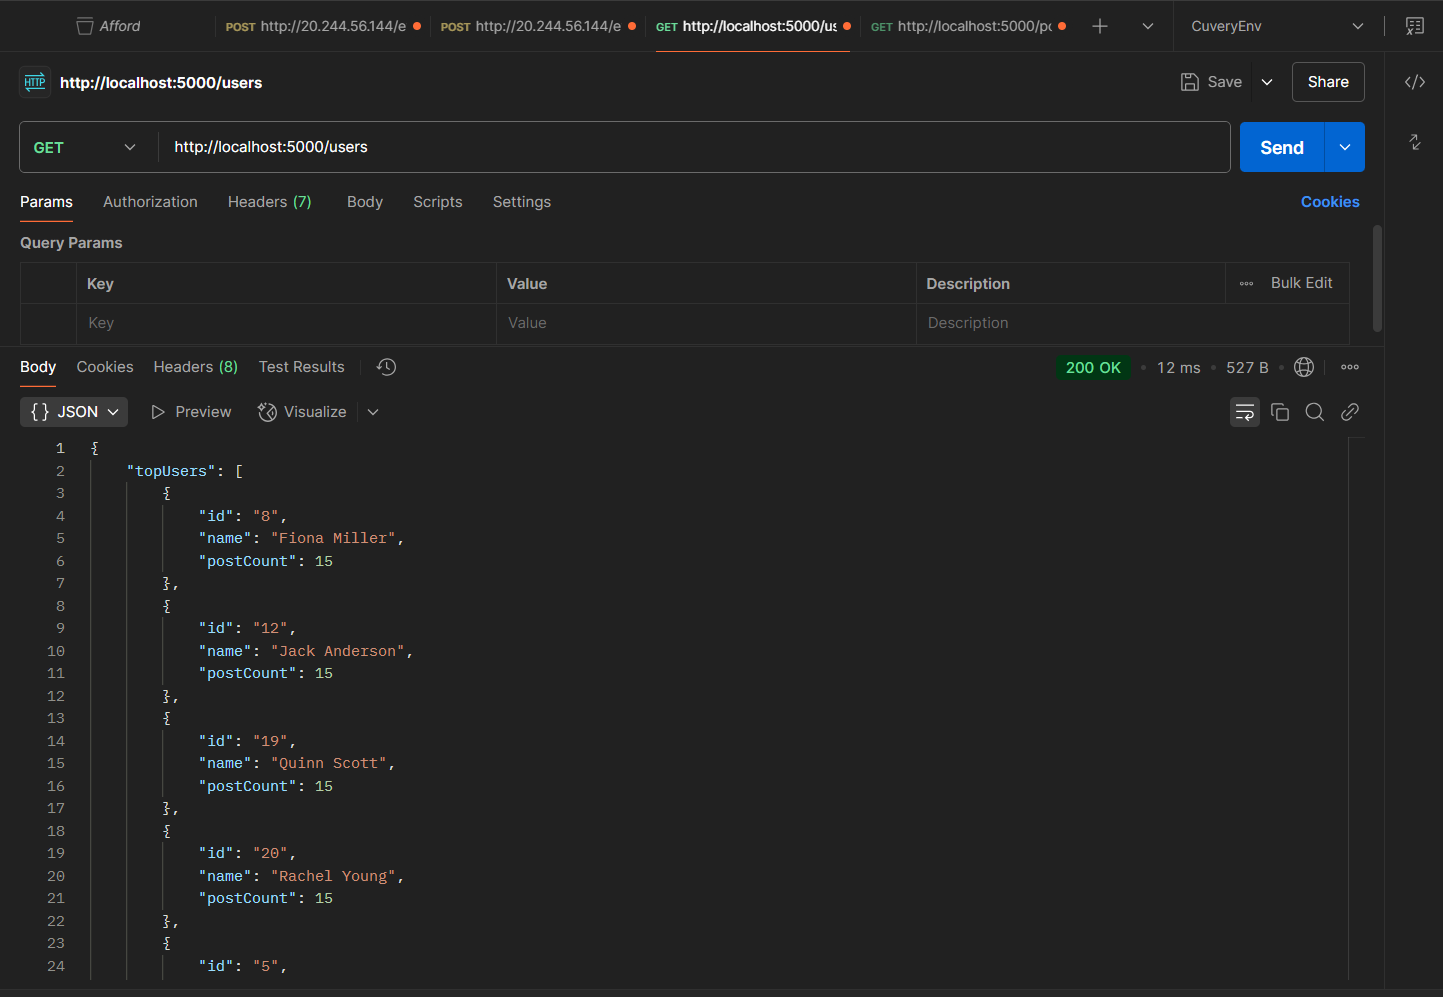 Afford
POST http://20.244.56.144/e
POST http://20.244.56.144/e
GET http://localhost:5000/us
GET http://localhost:5000/po
CuveryEnv
HTTP http://localhost:5000/users
Save
Share
GET http://localhost:5000/users
Send
Params Authorization Headers (7) Body Scripts Settings Cookies
Query Params
Key Value Description Bulk Edit
Key Value Description
Body Cookies Headers (8) Test Results 200 OK • 12 ms • 527 B •
{} JSON Preview Visualize
1 {
2 "topUsers": [
3 {
4 "id": "8",
5 "name": "Fiona Miller",
6 "postCount": 15
7 },
8 {
9 "id": "12",
10 "name": "Jack Anderson",
11 "postCount": 15
12 },
13 {
14 "id": "19",
15 "name": "Quinn Scott",
16 "postCount": 15
17 },
18 {
19 "id": "20",
20 "name": "Rachel Young",
21 "postCount": 15
22 },
23 {
24 "id": "5",